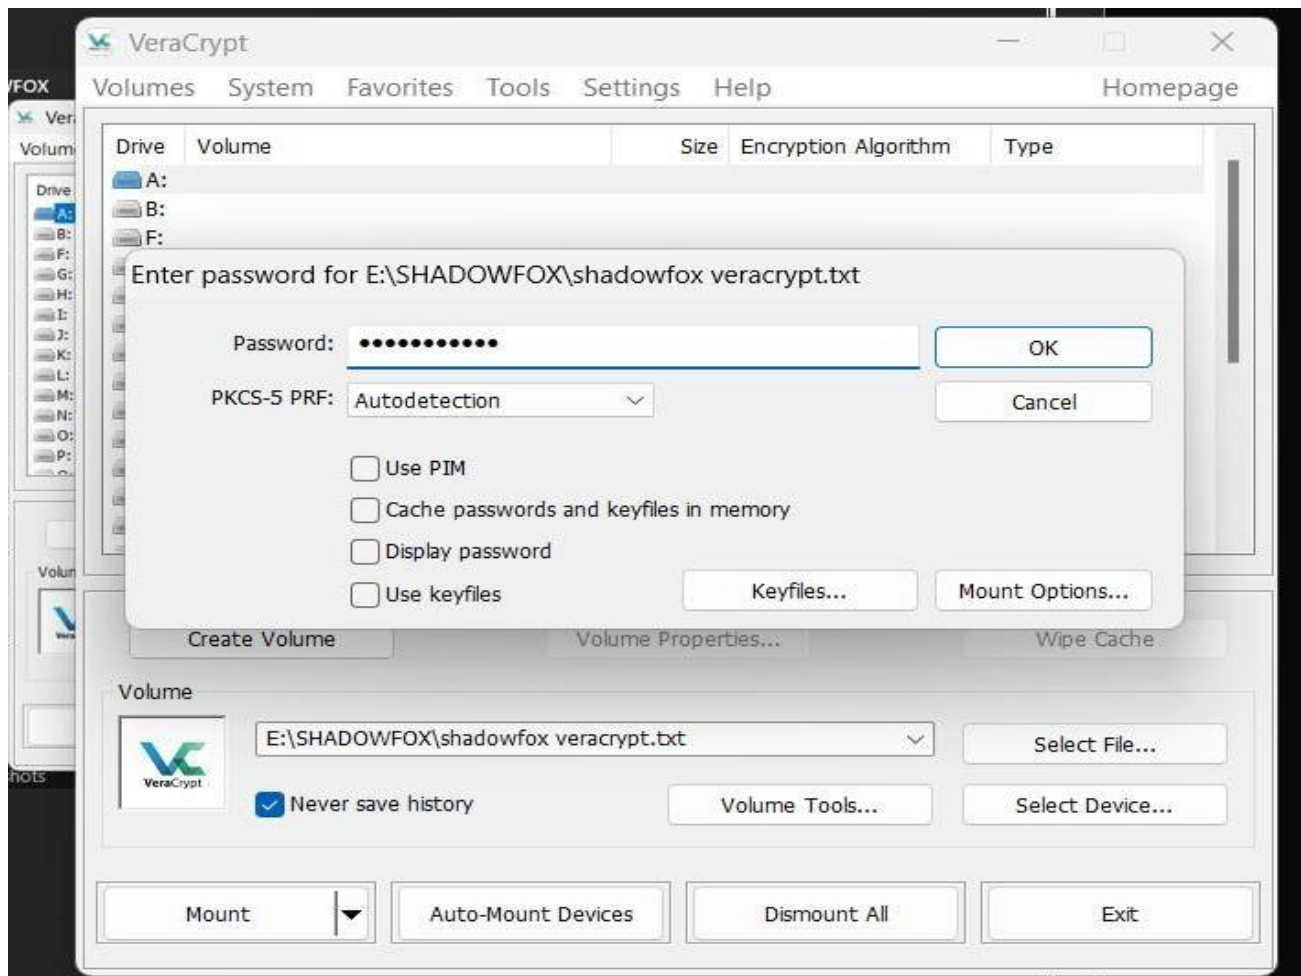 VeraCrypt
Volumes System Favorites Tools Settings Help Homepage
Drive Volume Size Encryption Algorithm Type
A:
B:
F:
Enter password for E:\SHADOWFOX\shadowfox veracrypt.txt
Password: •••••••••••
OK
PKCS-5 PRF: Autodetection
Cancel
Use PIM
Cache passwords and keyfiles in memory
Display password
Use keyfiles Keyfiles... Mount Options...
Create Volume Volume Properties... Wipe Cache
Volume
VeraCrypt
E:\SHADOWFOX\shadowfox veracrypt.txt
Select File...
Never save history Volume Tools... Select Device...
Mount Auto-Mount Devices Dismount All Exit
Drive
A:
B:
F:
G:
H:
I:
J:
K:
L:
M:
N:
O:
P: